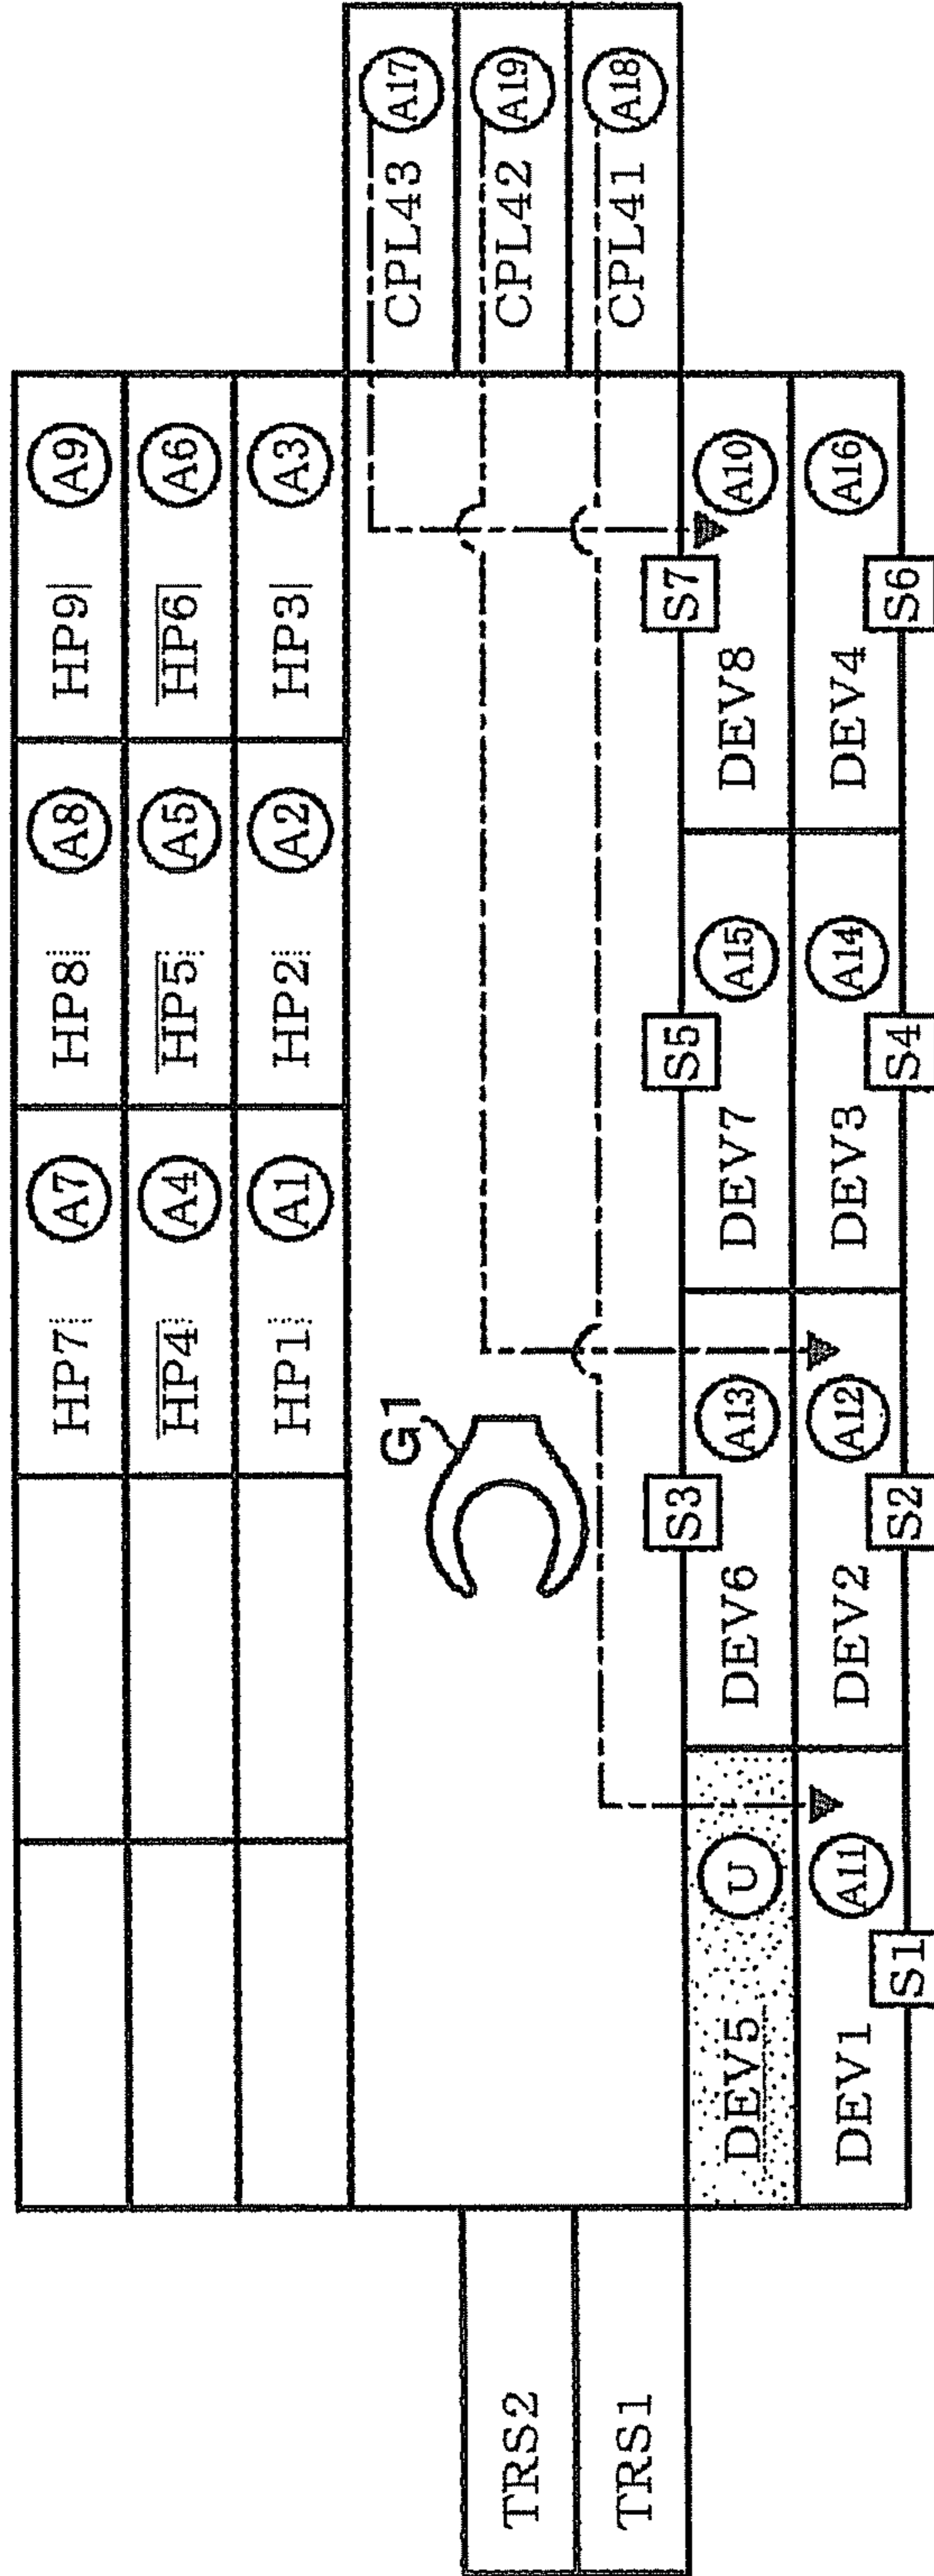 HP7 A7 HP8 A8 HP9 A9
HP4 A4 HP5 A5 HP6 A6
HP1 A1 HP2 A2 HP3 A3
G1
CPL43 A17
TRS2 CPL42 A19
TRS1 CPL41 A18
S3 S5 S7
DEV5 U DEV6 A13 DEV7 A15 DEV8 A10
DEV1 A11 DEV2 A12 DEV3 A14 DEV4 A16
S1 S2 S4 S6